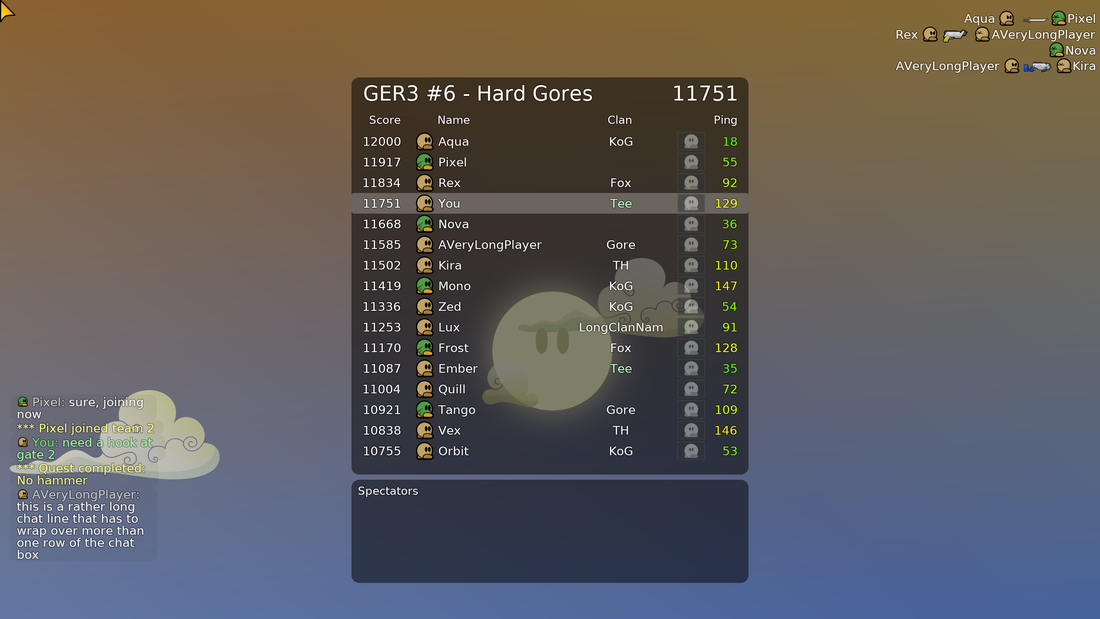 Aqua Pixel
Rex AVeryLongPlayer
Nova
AVeryLongPlayer Kira
GER3 #6 - Hard Gores 11751
Score Name Clan Ping
12000 Aqua KoG 18
11917 Pixel 55
11834 Rex Fox 92
11751 You Tee 129
11668 Nova 36
11585 AVeryLongPlayer Gore 73
11502 Kira TH 110
11419 Mono KoG 147
11336 Zed KoG 54
11253 Lux LongClanNam 91
11170 Frost Fox 128
11087 Ember Tee 35
11004 Quill 72
10921 Tango Gore 109
10838 Vex TH 146
10755 Orbit KoG 53
Spectators
Pixel: sure, joining
now
*** Pixel joined team 2
You: need a hook at
gate 2
*** Quest completed:
No hammer
AVeryLongPlayer:
this is a rather long
chat line that has to
wrap over more than
one row of the chat
box